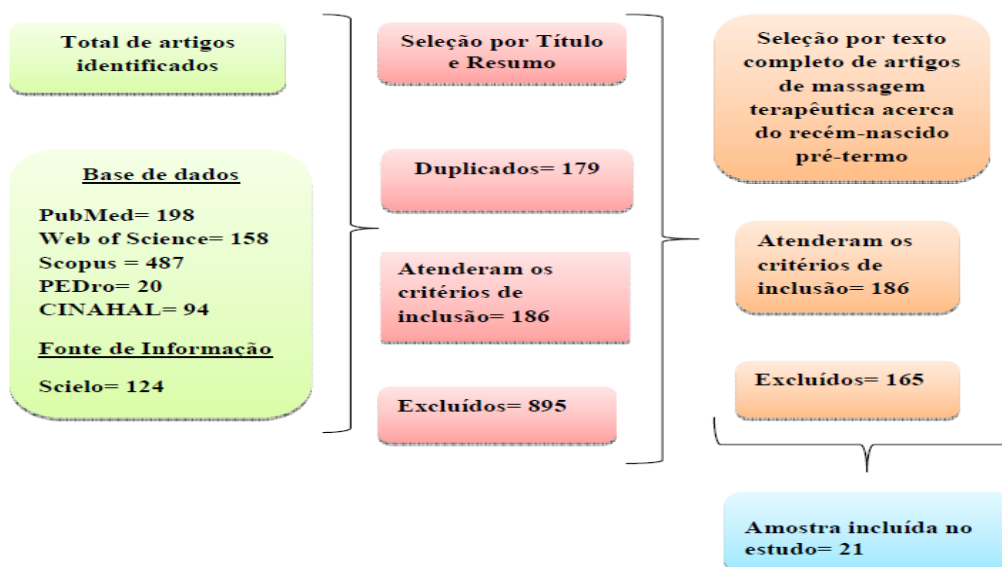 Total de artigos
identificados
Base de dados
PubMed= 198
Web of Science= 158
Scopus = 487
PEDro= 20
CINAHAL= 94
Fonte de Informação
Scielo= 124
Seleção por Título
e Resumo
Duplicados= 179
Atenderam os
critérios de
inclusão= 186
Excluídos= 895
Seleção por texto
completo de artigos
de massagem
terapêutica acerca
do recém-nascido
pré-termo
Atenderam os
critérios de
inclusão= 186
Excluídos= 165
Amostra incluída no
estudo= 21